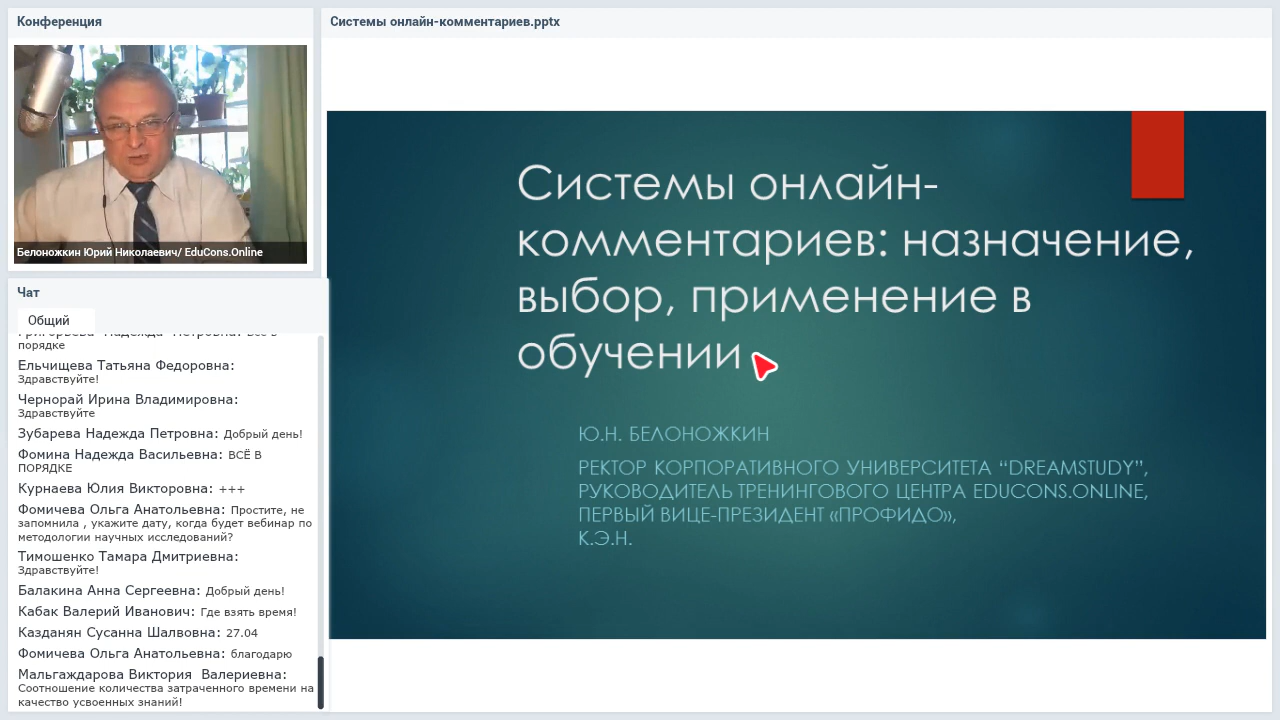 Конференция
Белоножкин Юрий Николаевич/ EduCons.Online
Чат
Общий
Григорьева Надежда Петровна: Всё в
порядке
Ельчищева Татьяна Федоровна:
Здравствуйте!
Чернорай Ирина Владимировна:
Здравствуйте
Зубарева Надежда Петровна: Добрый день!
Фомина Надежда Васильевна: ВСЁ В
ПОРЯДКЕ
Курнаева Юлия Викторовна: +++
Фомичева Ольга Анатольевна: Простите, не
запомнила , укажите дату, когда будет вебинар по
методологии научных исследований?
Тимошенко Тамара Дмитриевна:
Здравствуйте!
Балакина Анна Сергеевна: Добрый день!
Кабак Валерий Иванович: Где взять время!
Казданян Сусанна Шалвовна: 27.04
Фомичева Ольга Анатольевна: благодарю
Мальгаждарова Виктория  Валериевна:
Соотношение количества затраченного времени на
качество усвоенных знаний!
Системы онлайн-комментариев.pptx
Системы онлайн-
комментариев: назначение,
выбор, применение в
обучении
Ю.Н. БЕЛОНОЖКИН
РЕКТОР КОРПОРАТИВНОГО УНИВЕРСИТЕТА “DREAMSTUDY”,
РУКОВОДИТЕЛЬ ТРЕНИНГОВОГО ЦЕНТРА EDUCONS.ONLINE,
ПЕРВЫЙ ВИЦЕ-ПРЕЗИДЕНТ «ПРОФИДО»,
К.Э.Н.